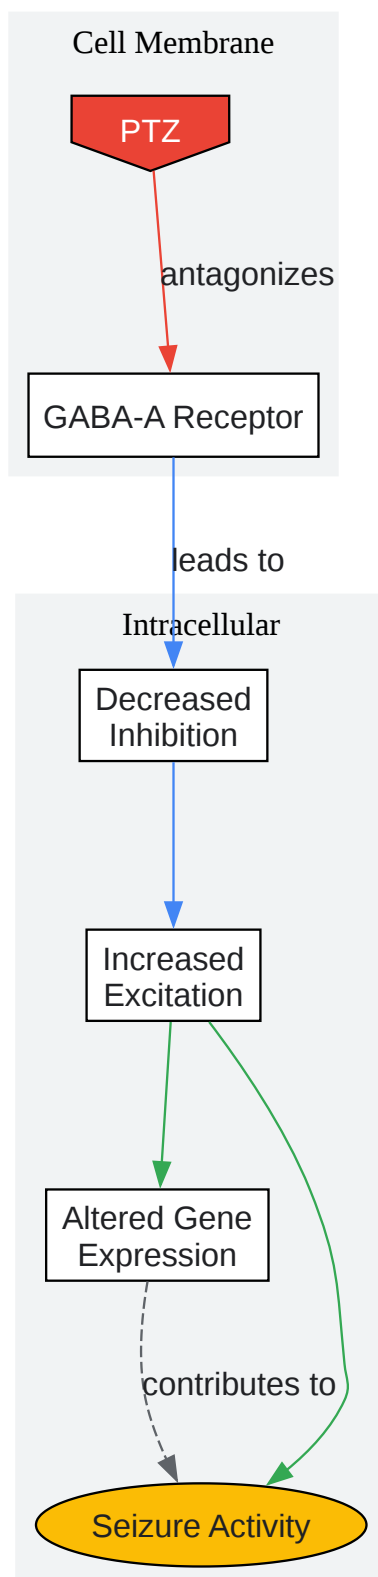 Cell Membrane
PTZ
antagonizes
GABA-A Receptor
leads to
Intracellular
Decreased
Inhibition
Increased
Excitation
Altered Gene
Expression
contributes to
Seizure Activity